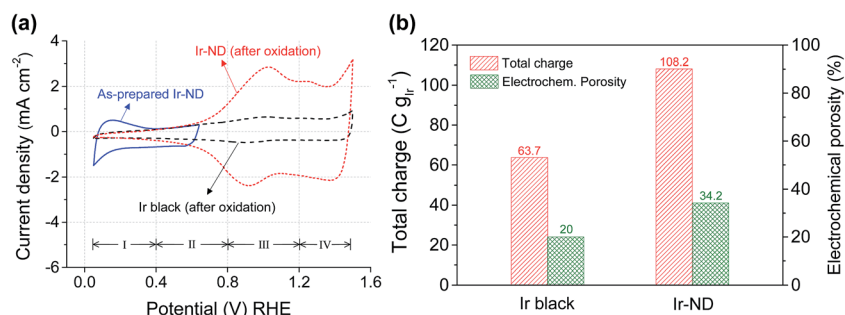 (a)
Current density (mA cm⁻²)
4
2
0
-2
-4
-6
Ir-ND (after oxidation)
As-prepared Ir-ND
Ir black (after oxidation)
I
II
III
IV
0.0
0.4
0.8
1.2
1.6
Potential (V) RHE
(b)
Total charge (C g_Ir⁻¹)
120
100
80
60
40
20
0
Total charge
Electrochem. Porosity
63.7
20
108.2
34.2
Ir black
Ir-ND
100
80
60
40
20
0
Electrochemical porosity (%)